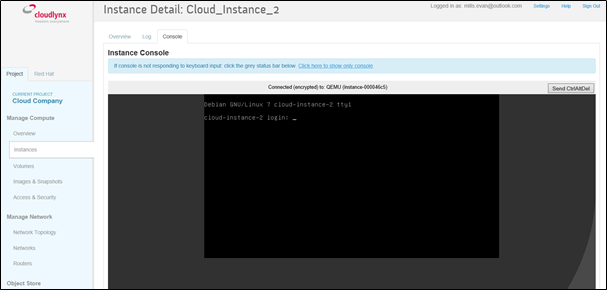 cloudlynx
Instance Detail: Cloud_Instance_2
Logged in as: mills.evan@outlook.com
Settings
Help
Sign Out
Overview
Log
Console
Instance Console
If console is not responding to keyboard input: click the grey status bar below. Click here to show only console
Connected (encrypted) to: QEMU (instance-000046c5)
Send CtrlAltDel
Debian GNU/Linux 7 cloud-instance-2 tty1
cloud-instance-2 login: _
Project
Red Hat
CURRENT PROJECT
Cloud Company
Manage Compute
Overview
Instances
Volumes
Images & Snapshots
Access & Security
Manage Network
Network Topology
Networks
Routers
Object Store